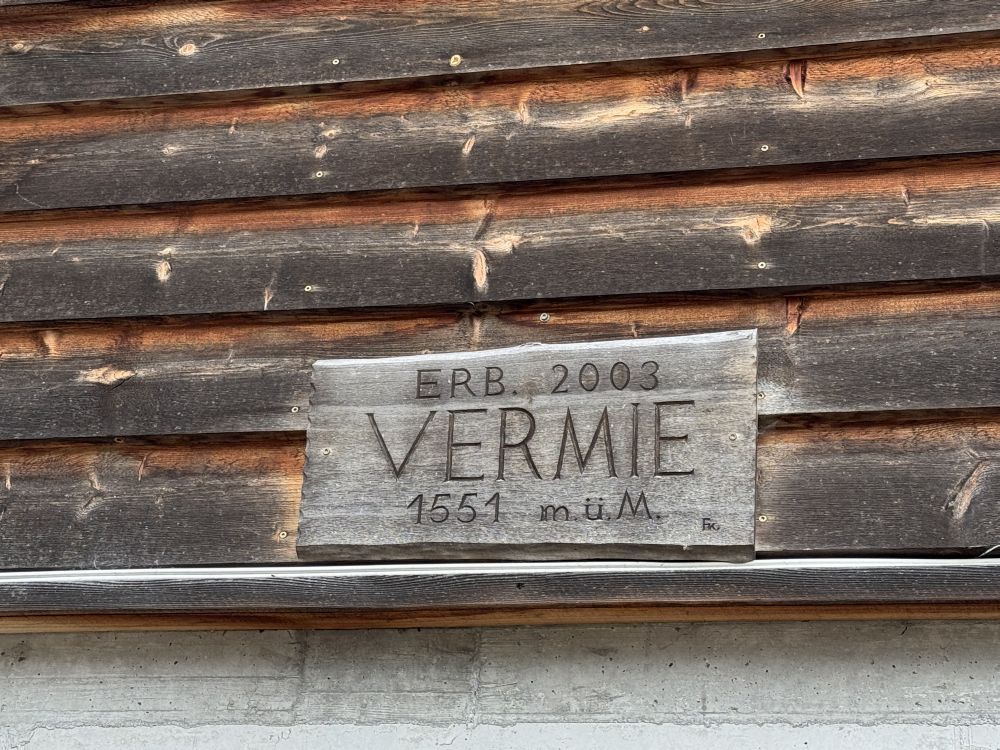 ERB. 2003
VERMIE
1551 m.ü.M.